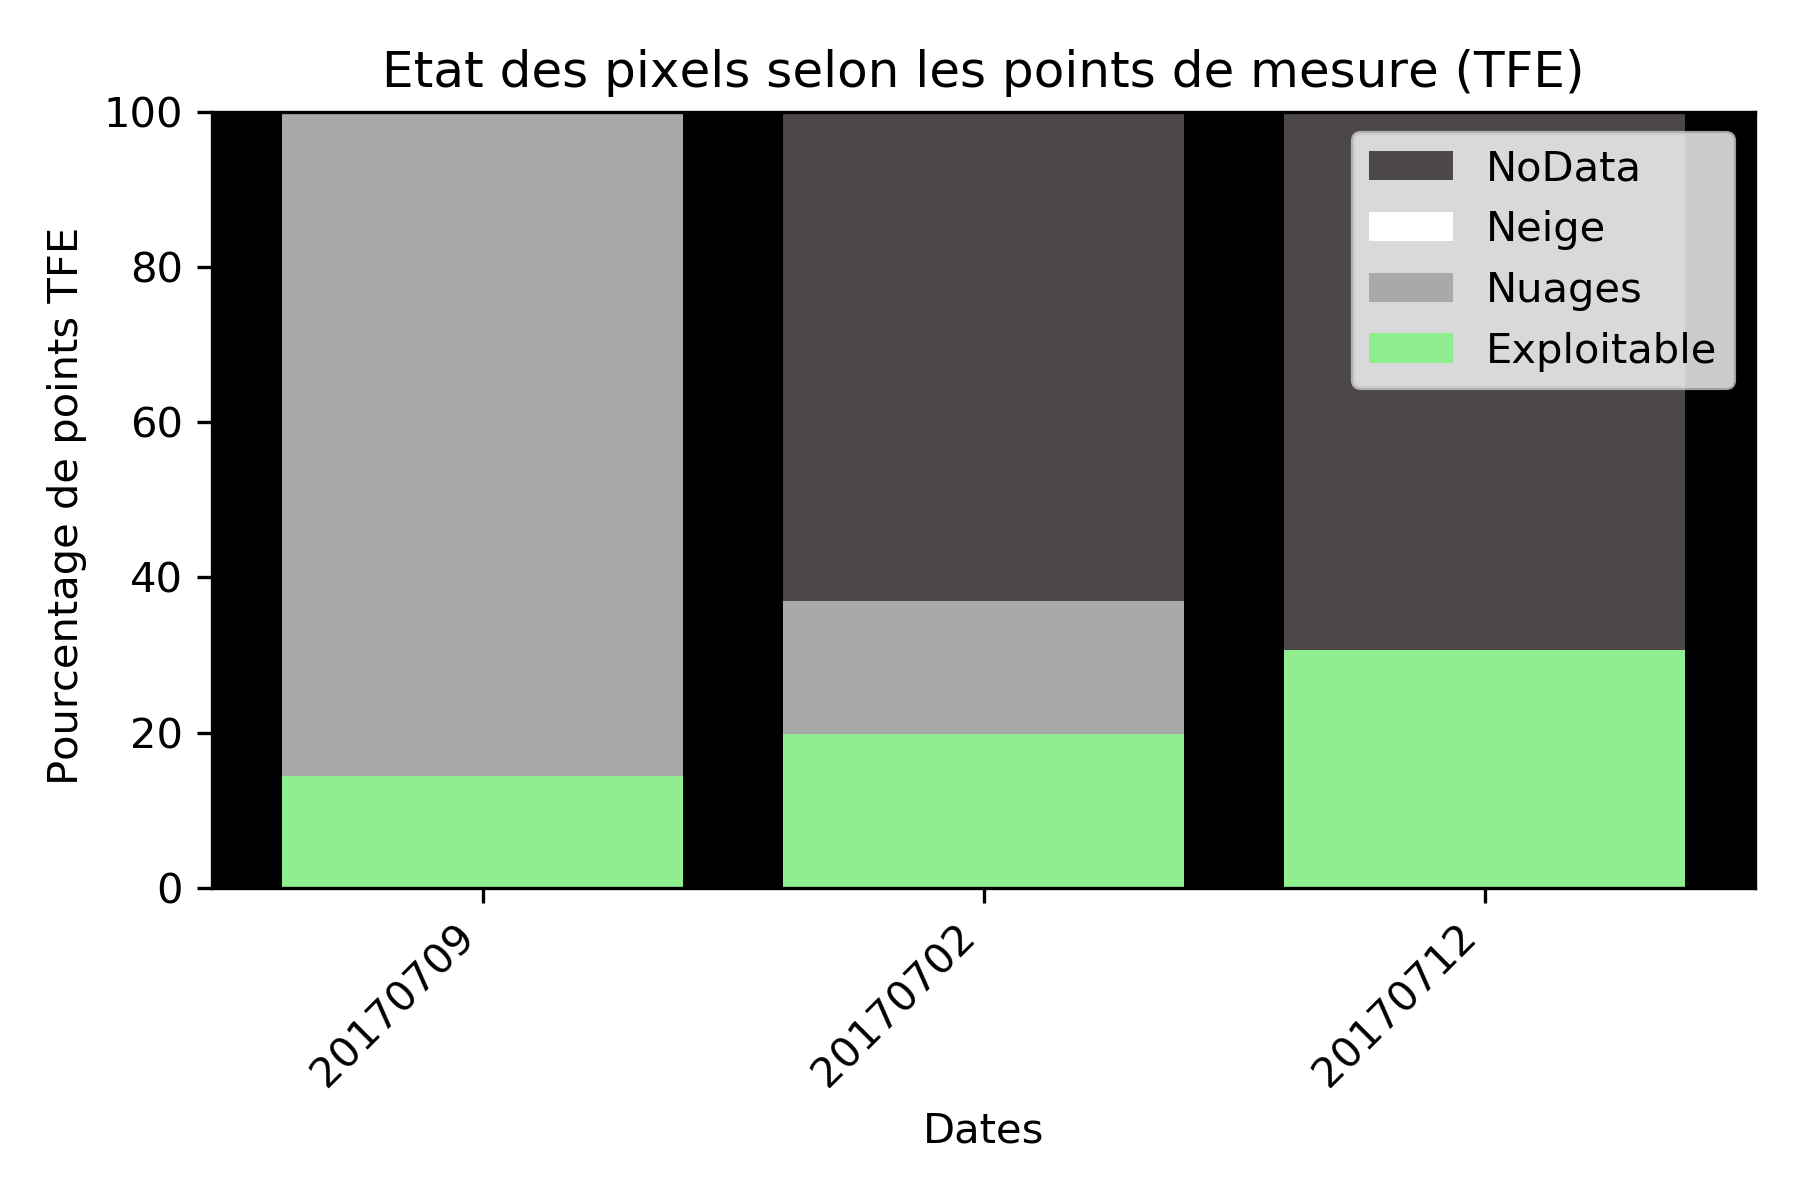 Etat des pixels selon les points de mesure (TFE)
Pourcentage de points TFE
100
80
60
40
20
0
NoData
Neige
Nuages
Exploitable
20170709
20170702
20170712
Dates